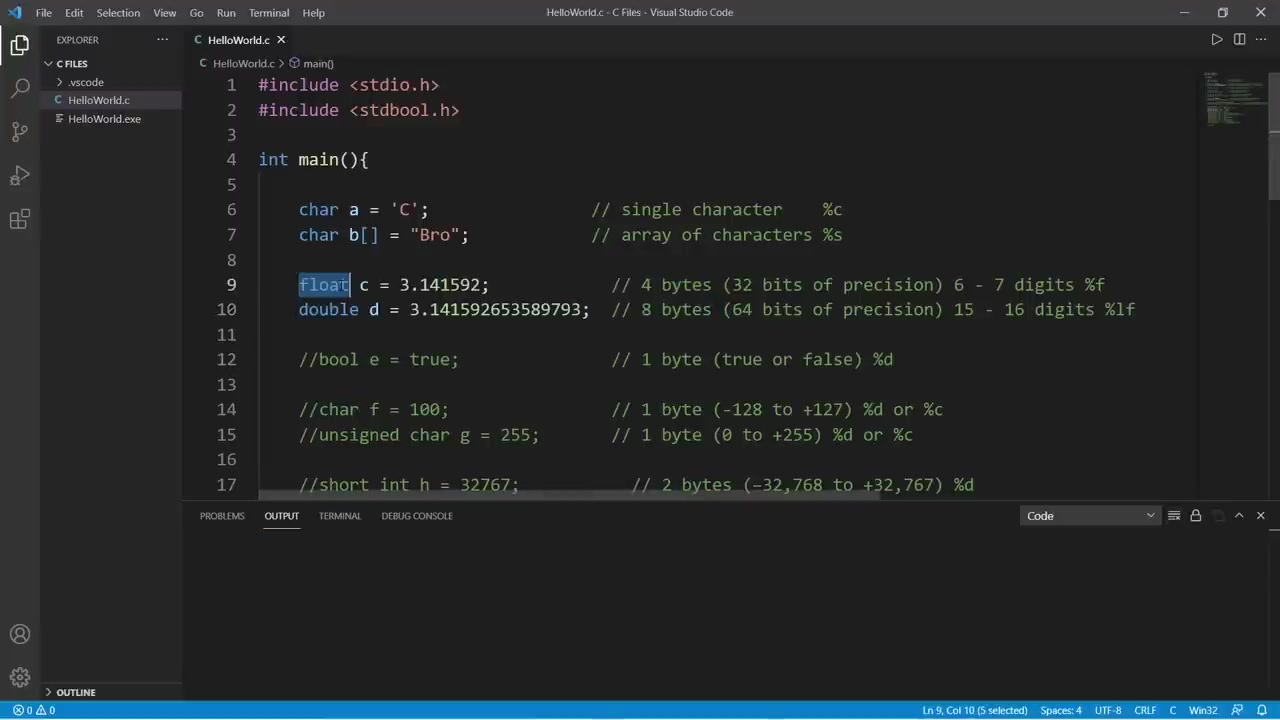 File Edit Selection View Go Run Terminal Help HelloWorld.c - C Files - Visual Studio Code
EXPLORER
HelloWorld.c
C FILES
HelloWorld.c > main()
.vscode
HelloWorld.c
HelloWorld.exe
1 #include <stdio.h>
2 #include <stdbool.h>
3
4 int main(){
5
6 char a = 'C'; // single character %c
7 char b[] = "Bro"; // array of characters %s
8
9 float c = 3.141592; // 4 bytes (32 bits of precision) 6 - 7 digits %f
10 double d = 3.141592653589793; // 8 bytes (64 bits of precision) 15 - 16 digits %lf
11
12 //bool e = true; // 1 byte (true or false) %d
13
14 //char f = 100; // 1 byte (-128 to +127) %d or %c
15 //unsigned char g = 255; // 1 byte (0 to +255) %d or %c
16
17 //short int h = 32767; // 2 bytes (−32,768 to +32,767) %d
PROBLEMS OUTPUT TERMINAL DEBUG CONSOLE Code
OUTLINE
0 0 Ln 9, Col 10 (5 selected) Spaces: 4 UTF-8 CRLF C Win32